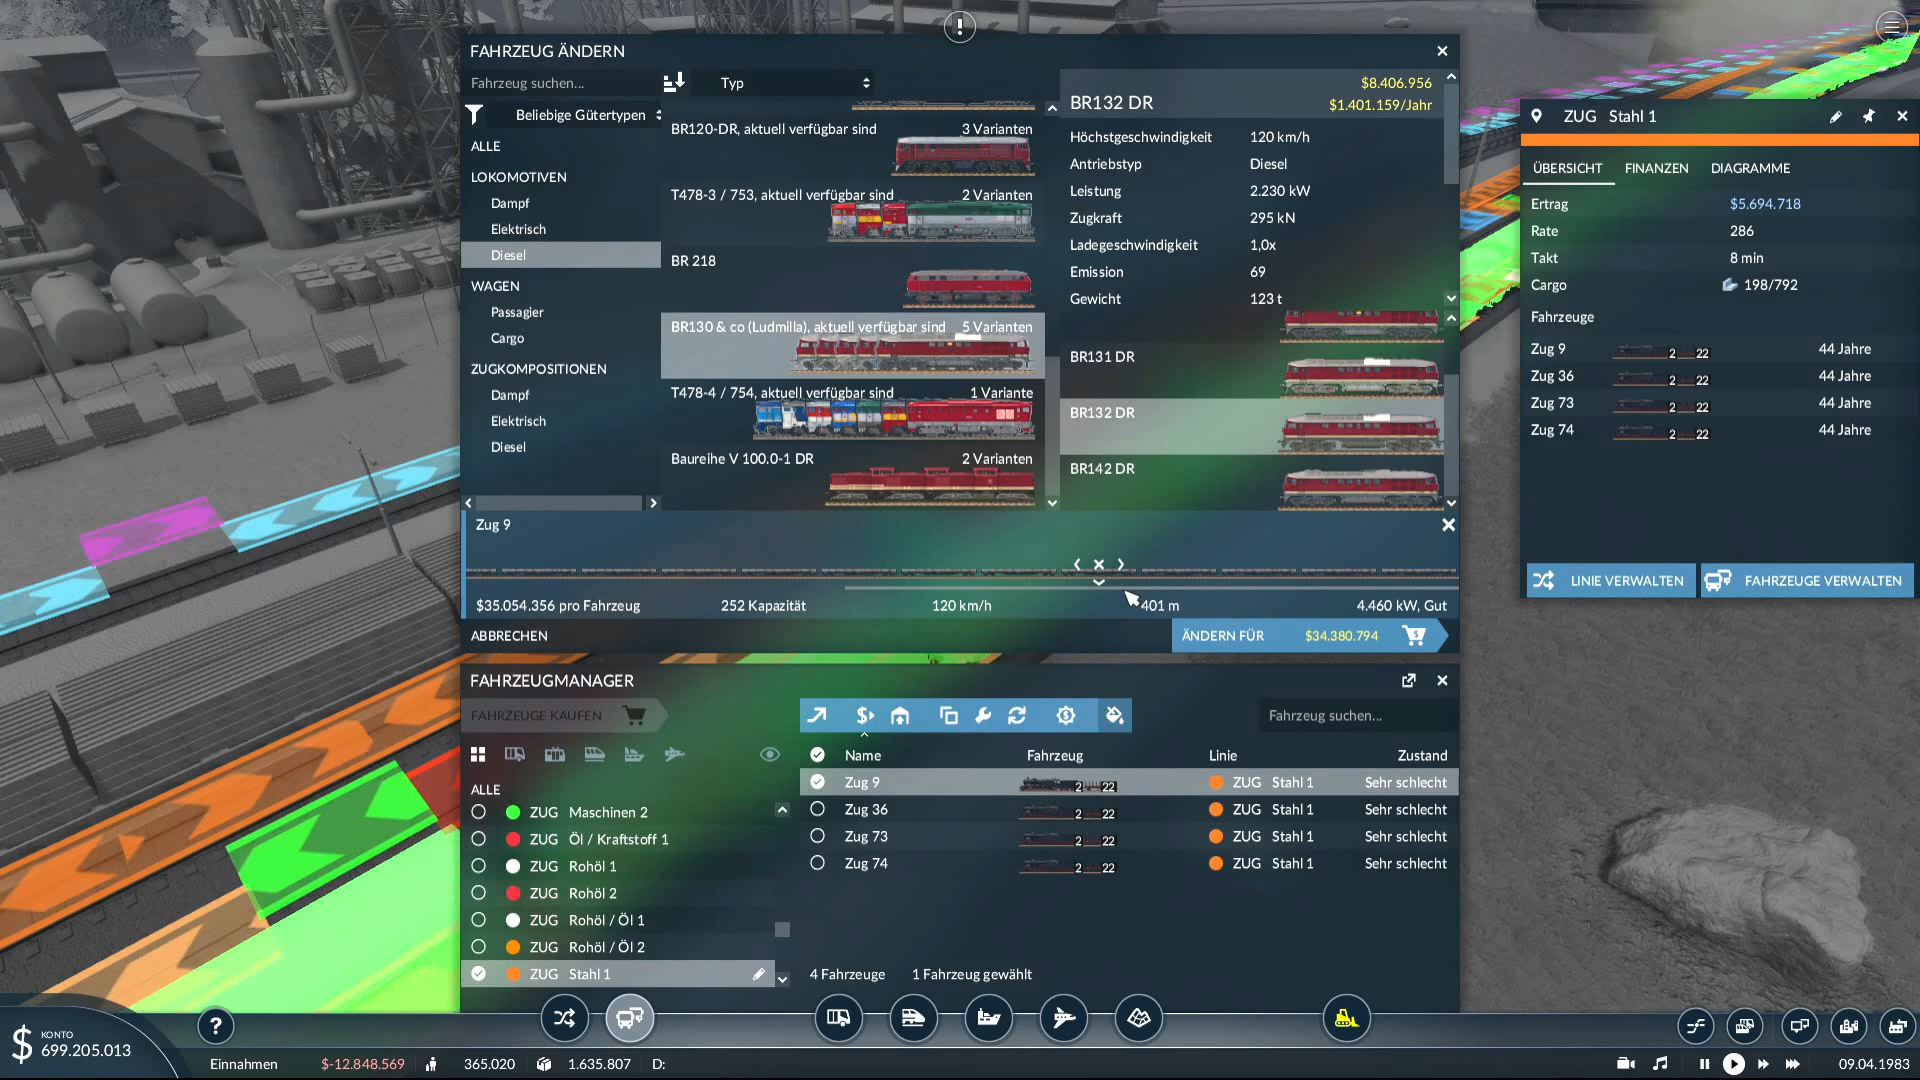 FAHRZEUG ÄNDERN
Fahrzeug suchen...
Typ
Beliebige Gütertypen
ALLE
LOKOMOTIVEN
Dampf
Elektrisch
Diesel
WAGEN
Passagier
Cargo
ZUGKOMPOSITIONEN
Dampf
Elektrisch
Diesel
BR120-DR, aktuell verfügbar sind 3 Varianten
T478-3 / 753, aktuell verfügbar sind 2 Varianten
BR 218
BR130 & co (Ludmilla), aktuell verfügbar sind 5 Varianten
T478-4 / 754, aktuell verfügbar sind 1 Variante
Baureihe V 100.0-1 DR 2 Varianten
$8.406.956
BR132 DR
$1.401.159/Jahr
Höchstgeschwindigkeit 120 km/h
Antriebstyp Diesel
Leistung 2.230 kW
Zugkraft 295 kN
Ladegeschwindigkeit 1,0x
Emission 69
Gewicht 123 t
BR131 DR
BR132 DR
BR142 DR
Zug 9
$35.054.356 pro Fahrzeug 252 Kapazität 120 km/h 401 m 4.460 kW, Gut
ABBRECHEN
ÄNDERN FÜR $34.380.794
ZUG Stahl 1
ÜBERSICHT FINANZEN DIAGRAMME
Ertrag $5.694.718
Rate 286
Takt 8 min
Cargo 198/792
Fahrzeuge
Zug 9 2 22 44 Jahre
Zug 36 2 22 44 Jahre
Zug 73 2 22 44 Jahre
Zug 74 2 22 44 Jahre
LINIE VERWALTEN
FAHRZEUGE VERWALTEN
FAHRZEUGMANAGER
FAHRZEUGE KAUFEN
Fahrzeug suchen...
ALLE
ZUG Maschinen 2
ZUG Öl / Kraftstoff 1
ZUG Rohöl 1
ZUG Rohöl 2
ZUG Rohöl / Öl 1
ZUG Rohöl / Öl 2
ZUG Stahl 1
Name Fahrzeug Linie Zustand
Zug 9 2 22 ZUG Stahl 1 Sehr schlecht
Zug 36 2 22 ZUG Stahl 1 Sehr schlecht
Zug 73 2 22 ZUG Stahl 1 Sehr schlecht
Zug 74 2 22 ZUG Stahl 1 Sehr schlecht
4 Fahrzeuge 1 Fahrzeug gewählt
KONTO
699.205.013
Einnahmen $-12.848.569 365.020 1.635.807 D:
09.04.1983